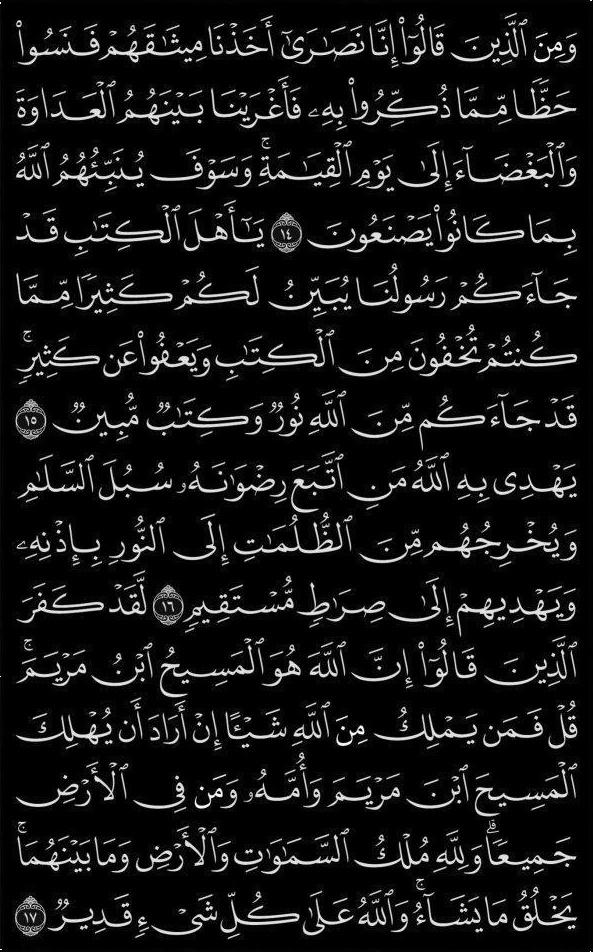 وَمِنَ ٱلَّذِينَ قَالُوٓا۟ إِنَّا نَصَـٰرَىٰٓ أَخَذْنَا مِيثَـٰقَهُمْ فَنَسُوا۟
حَظًّا مِّمَّا ذُكِّرُوا۟ بِهِۦ فَأَغْرَيْنَا بَيْنَهُمُ ٱلْعَدَاوَةَ
وَٱلْبَغْضَآءَ إِلَىٰ يَوْمِ ٱلْقِيَـٰمَةِ ۚ وَسَوْفَ يُنَبِّئُهُمُ ٱللَّهُ
بِمَا كَانُوا۟ يَصْنَعُونَ ١٤ يَـٰٓأَهْلَ ٱلْكِتَـٰبِ قَدْ
جَآءَكُمْ رَسُولُنَا يُبَيِّنُ لَكُمْ كَثِيرًا مِّمَّا
كُنتُمْ تُخْفُونَ مِنَ ٱلْكِتَـٰبِ وَيَعْفُوا۟ عَن كَثِيرٍ ۚ
قَدْ جَآءَكُم مِّنَ ٱللَّهِ نُورٌ وَكِتَـٰبٌ مُّبِينٌ ١٥
يَهْدِى بِهِ ٱللَّهُ مَنِ ٱتَّبَعَ رِضْوَٰنَهُۥ سُبُلَ ٱلسَّلَـٰمِ
وَيُخْرِجُهُم مِّنَ ٱلظُّلُمَـٰتِ إِلَى ٱلنُّورِ بِإِذْنِهِۦ
وَيَهْدِيهِمْ إِلَىٰ صِرَٰطٍ مُّسْتَقِيمٍ ١٦ لَّقَدْ كَفَرَ
ٱلَّذِينَ قَالُوٓا۟ إِنَّ ٱللَّهَ هُوَ ٱلْمَسِيحُ ٱبْنُ مَرْيَمَ ۚ
قُلْ فَمَن يَمْلِكُ مِنَ ٱللَّهِ شَيْـًٔا إِنْ أَرَادَ أَن يُهْلِكَ
ٱلْمَسِيحَ ٱبْنَ مَرْيَمَ وَأُمَّهُۥ وَمَن فِى ٱلْأَرْضِ
جَمِيعًا ۗ وَلِلَّهِ مُلْكُ ٱلسَّمَـٰوَٰتِ وَٱلْأَرْضِ وَمَا بَيْنَهُمَا ۚ
يَخْلُقُ مَا يَشَآءُ ۚ وَٱللَّهُ عَلَىٰ كُلِّ شَىْءٍ قَدِيرٌ ١٧